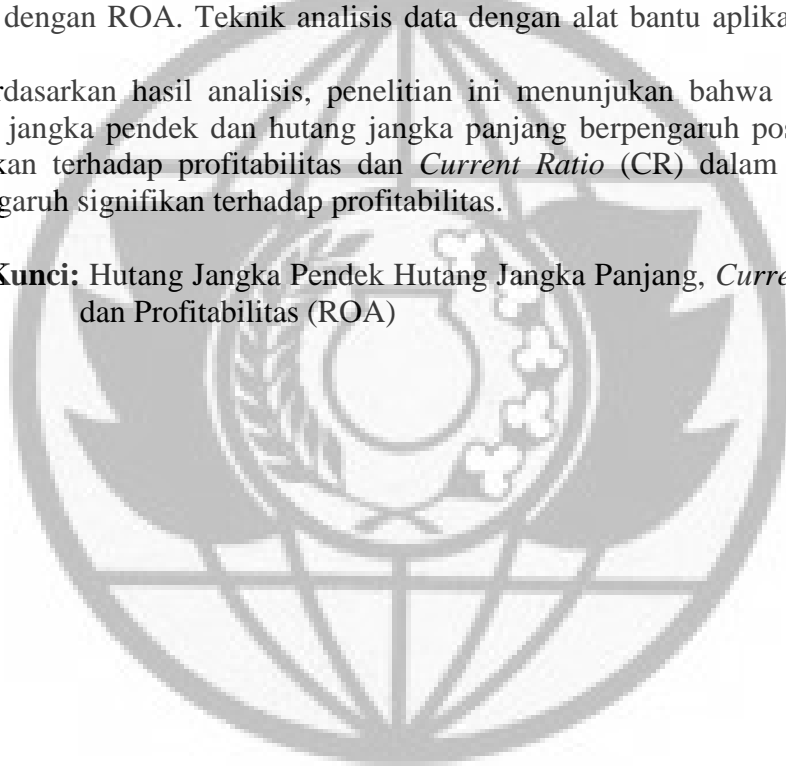 dengan ROA. Teknik analisis data dengan alat bantu aplika
rdasarkan hasil analisis, penelitian ini menunjukan bahwa
jangka pendek dan hutang jangka panjang berpengaruh pos
kan terhadap profitabilitas dan Current Ratio (CR) dalam
garuh signifikan terhadap profitabilitas.
Kunci: Hutang Jangka Pendek Hutang Jangka Panjang, Curre
dan Profitabilitas (ROA)